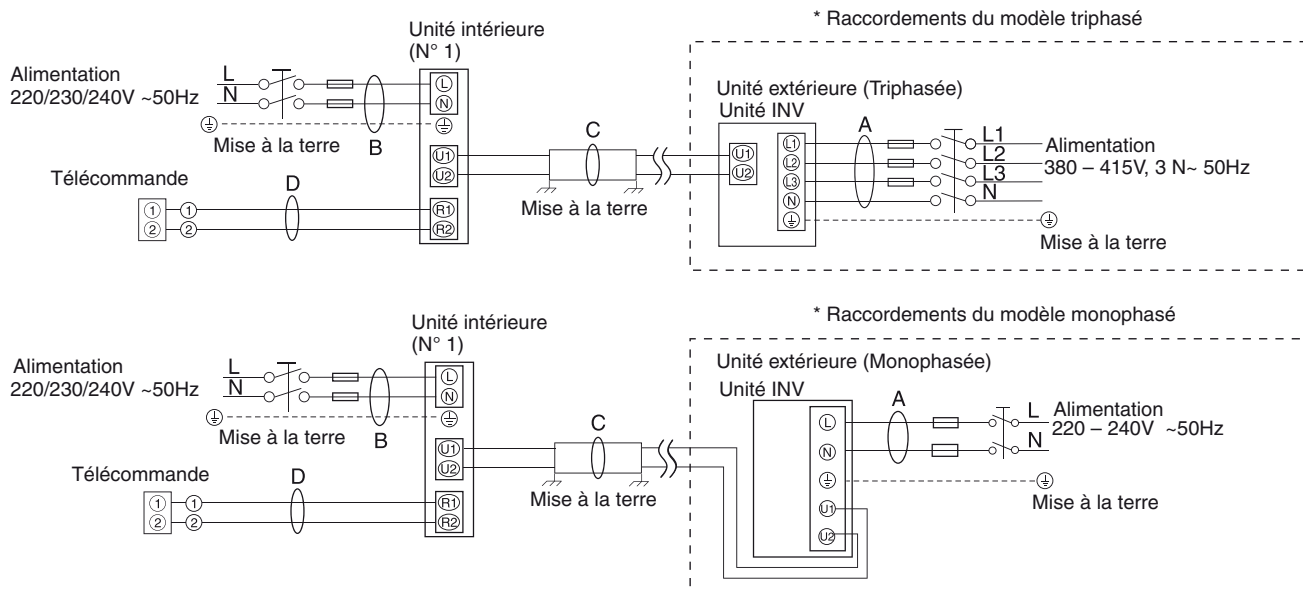 * Raccordements du modèle triphasé
Unité intérieure
(N° 1)
Alimentation
220/230/240V ~50Hz
L
N
L
N
Mise à la terre
B
U1
U2
C
Mise à la terre
Télécommande
D
1
2
1
2
R1
R2
Unité extérieure (Triphasée)
Unité INV
U1
U2
L1
L2
L3
N
A
L1
L2
L3
N
Alimentation
380 – 415V, 3 N~ 50Hz
Mise à la terre
* Raccordements du modèle monophasé
Unité intérieure
(N° 1)
Alimentation
220/230/240V ~50Hz
L
N
L
N
Mise à la terre
B
U1
U2
C
Mise à la terre
Télécommande
D
1
2
1
2
R1
R2
Unité extérieure (Monophasée)
Unité INV
L
N
U1
U2
A
L
N
Alimentation
220 – 240V ~50Hz
Mise à la terre